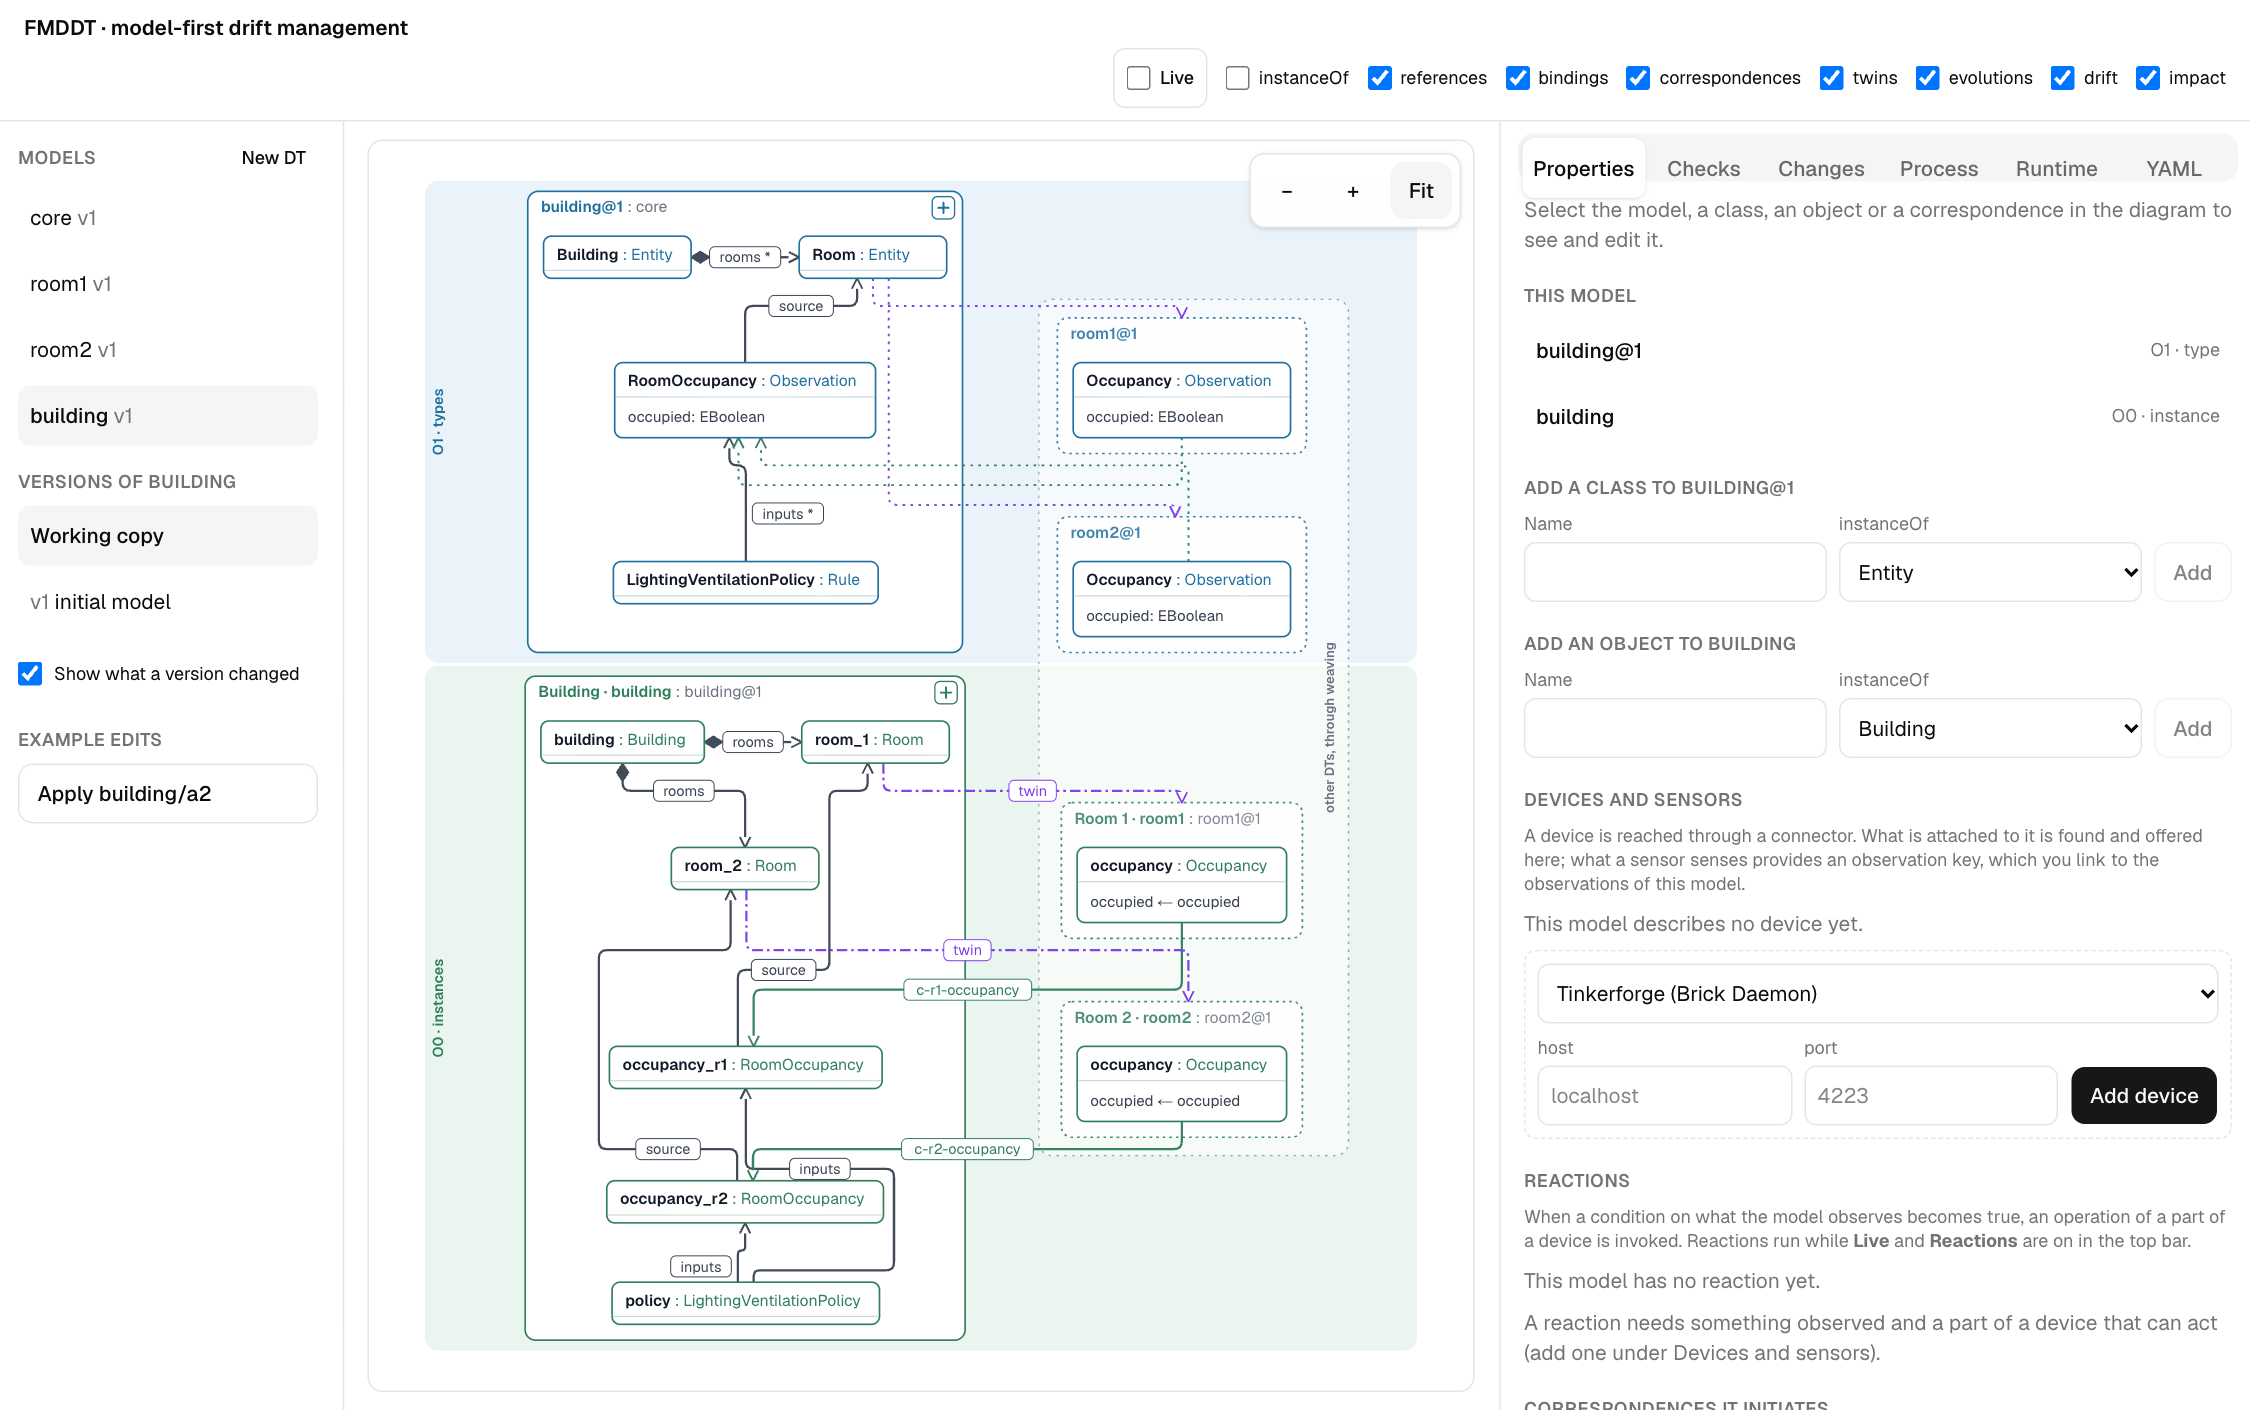 FMDDT · model-first drift management
Live
instanceOf
references
bindings
correspondences
twins
evolutions
drift
impact
MODELS
New DT
core v1
room1 v1
room2 v1
building v1
VERSIONS OF BUILDING
Working copy
v1 initial model
Show what a version changed
EXAMPLE EDITS
Apply building/a2
−
+
Fit
O1 · types
building@1 : core
+
Building : Entity
rooms *
Room : Entity
source
room1@1
RoomOccupancy : Observation
occupied: EBoolean
Occupancy : Observation
occupied: EBoolean
inputs *
room2@1
LightingVentilationPolicy : Rule
Occupancy : Observation
occupied: EBoolean
other DTs, through weaving
O0 · instances
Building · building : building@1
+
building : Building
rooms
room_1 : Room
rooms
twin
Room 1 · room1 : room1@1
room_2 : Room
occupancy : Occupancy
occupied ← occupied
twin
source
c-r1-occupancy
Room 2 · room2 : room2@1
occupancy_r1 : RoomOccupancy
occupancy : Occupancy
occupied ← occupied
source
c-r2-occupancy
inputs
occupancy_r2 : RoomOccupancy
inputs
policy : LightingVentilationPolicy
Properties
Checks
Changes
Process
Runtime
YAML
Select the model, a class, an object or a correspondence in the diagram to
see and edit it.
THIS MODEL
building@1
O1 · type
building
O0 · instance
ADD A CLASS TO BUILDING@1
Name
instanceOf
Entity
Add
ADD AN OBJECT TO BUILDING
Name
instanceOf
Building
Add
DEVICES AND SENSORS
A device is reached through a connector. What is attached to it is found and offered
here; what a sensor senses provides an observation key, which you link to the
observations of this model.
This model describes no device yet.
Tinkerforge (Brick Daemon)
host
port
localhost
4223
Add device
REACTIONS
When a condition on what the model observes becomes true, an operation of a part of
a device is invoked. Reactions run while Live and Reactions are on in the top bar.
This model has no reaction yet.
A reaction needs something observed and a part of a device that can act
(add one under Devices and sensors).
CORRESPONDENCES IT INITIATES